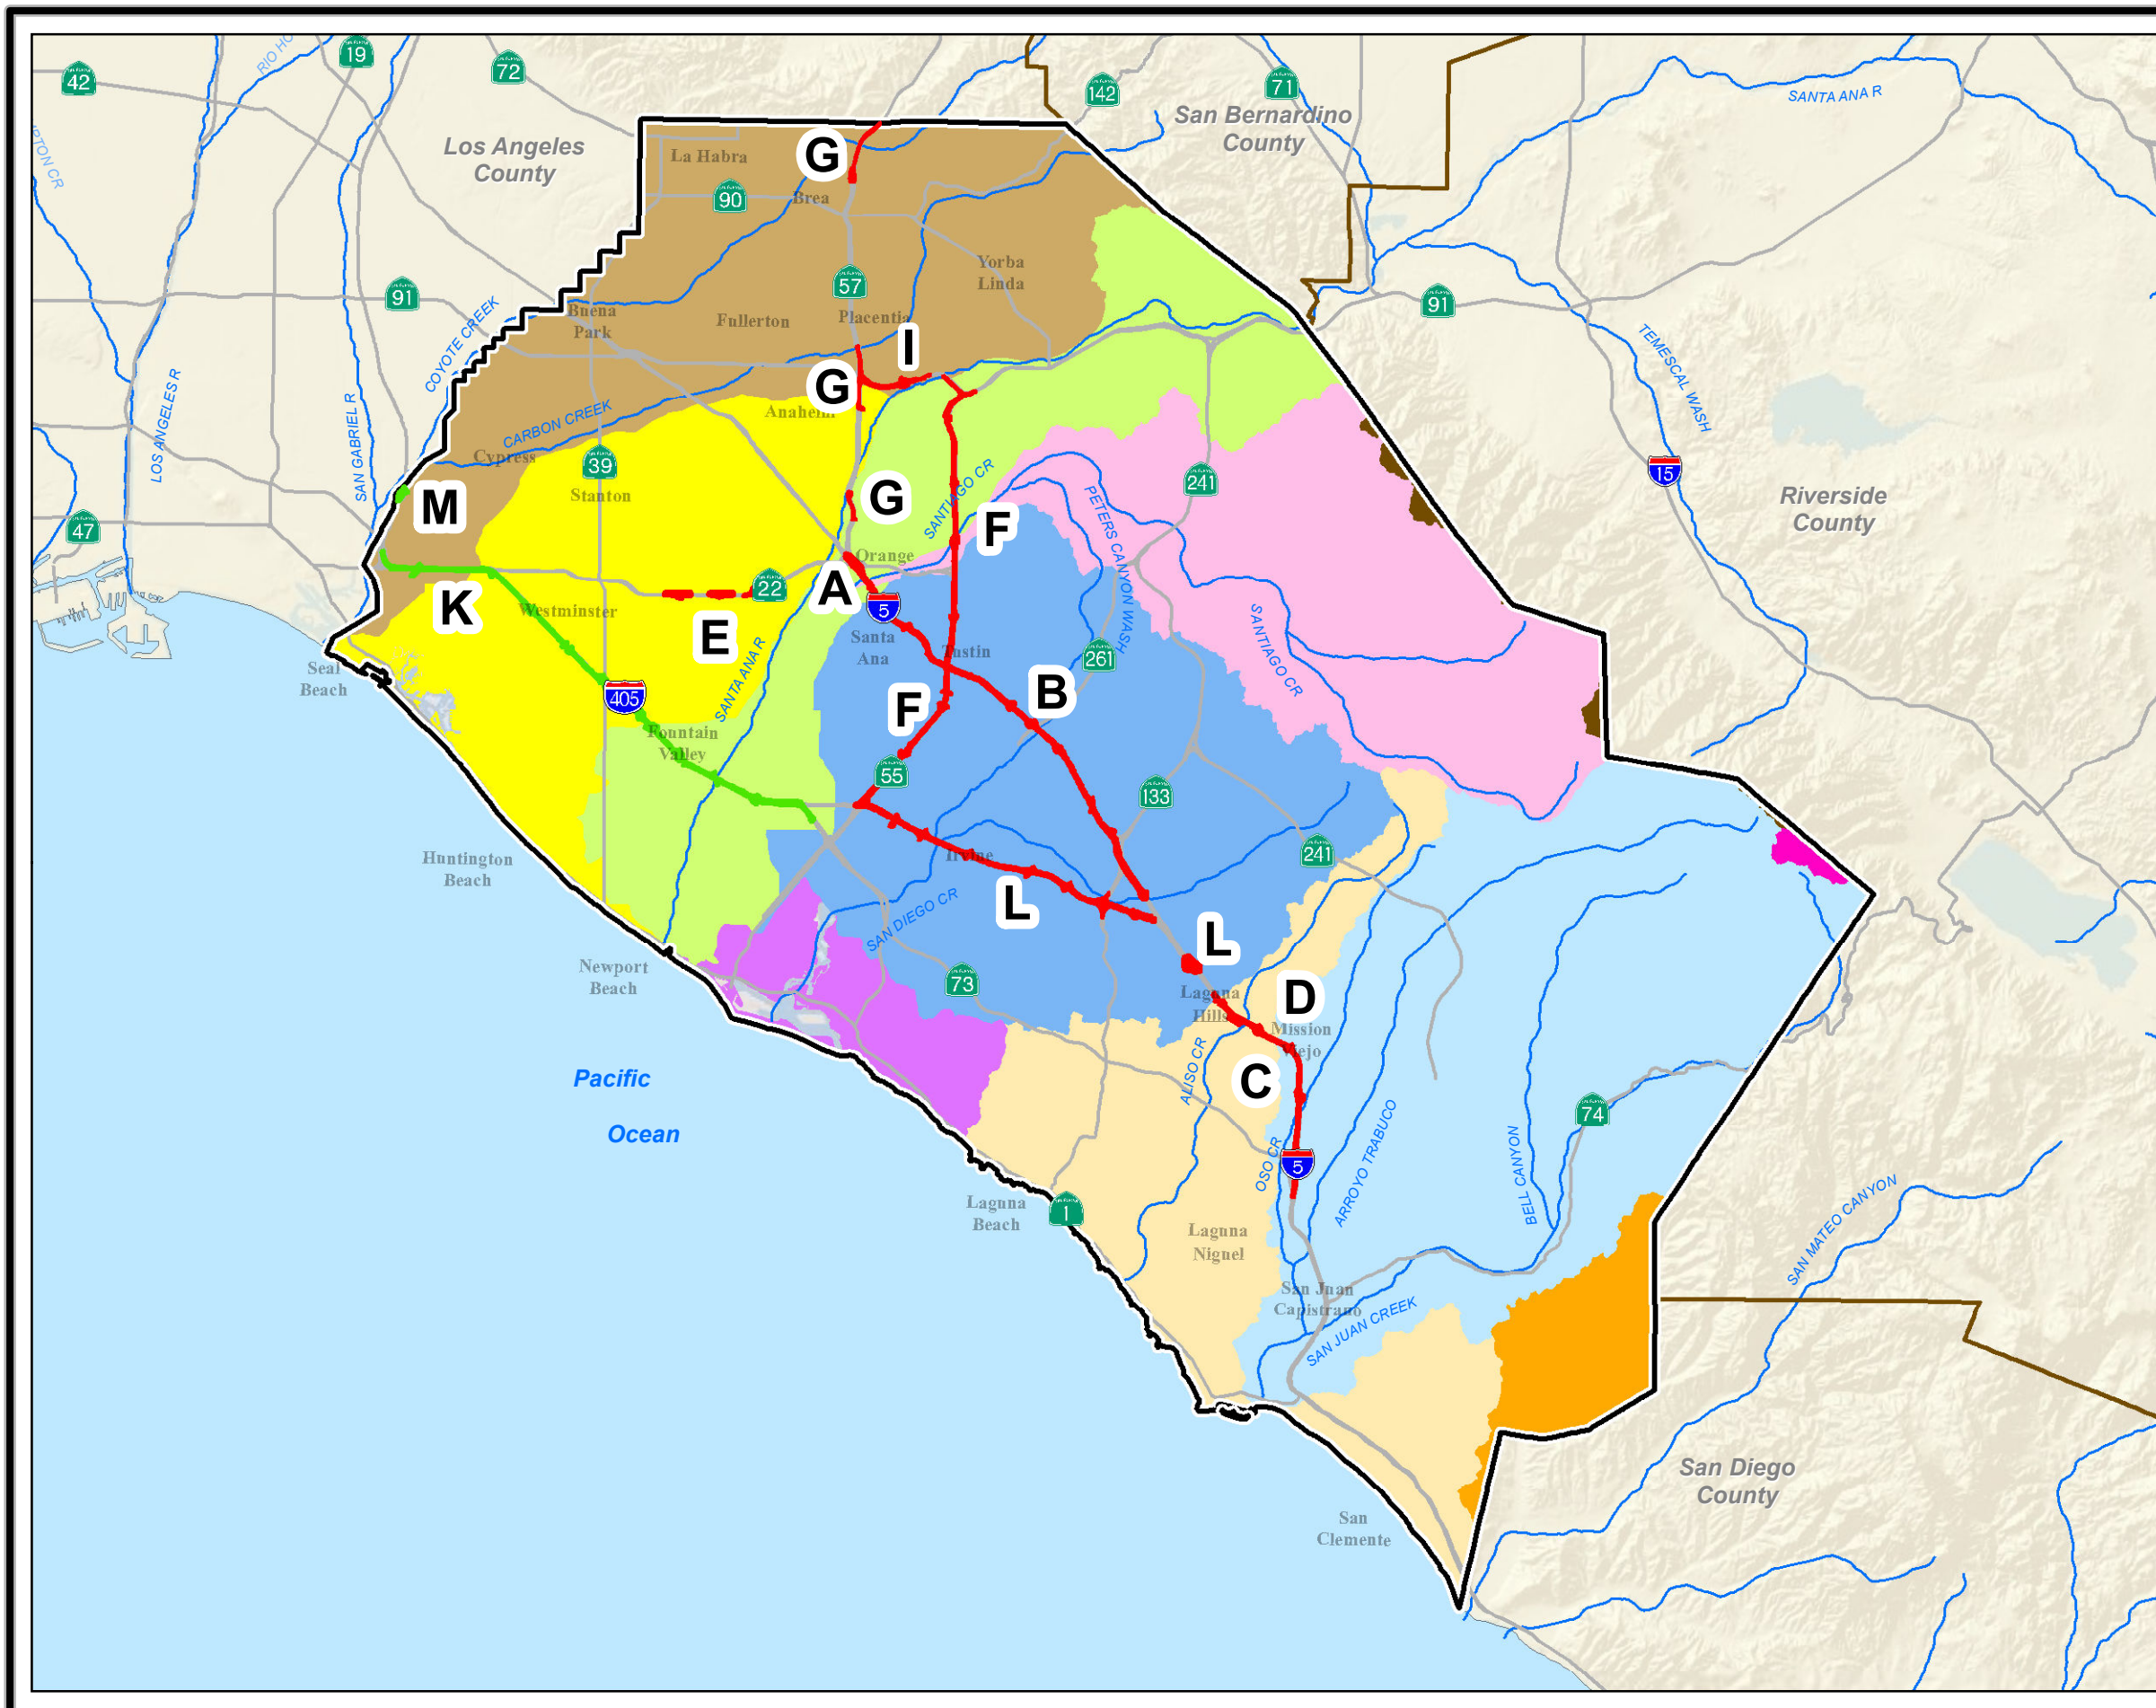 19
RIO HO
42
72
142
71
San Bernardino
County
SANTA ANA R
Los Angeles
County
La Habra
G
90
Brea
Yorba
Linda
57
91
91
COYOTE CREEK
Buena
Park
Fullerton
Placentia
I
TEMESCAL WASH
LOS ANGELES R
SAN GABRIEL R
G
Anaheim
CARBON CREEK
Cypress
39
Stanton
15
241
Riverside
County
M
G
SANTIAGO CR
PETERS CANYON WASH
F
47
Orange
K
Westminster
22
A
5
E
Santa
Ana
Tustin
261
SANTIAGO CR
Seal
Beach
405
SANTA ANA R
B
F
Fountain
Valley
55
133
Huntington
Beach
Irvine
241
L
SAN DIEGO CR
L
Newport
Beach
73
Laguna
Hills
D
Mission
Viejo
Pacific
Ocean
ALISO CR
C
74
OSO CR
5
ARROYO TRABUCO
BELL CANYON
Laguna
Beach
1
Laguna
Niguel
SAN MATEO CANYON
San Juan
Capistrano
SAN JUAN CREEK
San Diego
County
San
Clemente